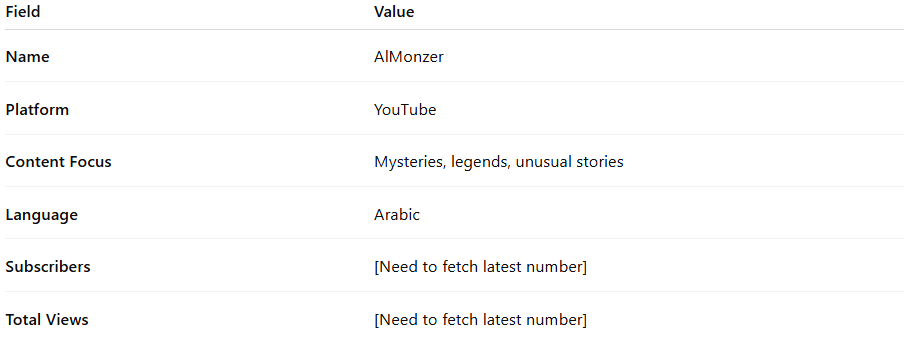 Field Value
Name AlMonzer
Platform YouTube
Content Focus Mysteries, legends, unusual stories
Language Arabic
Subscribers [Need to fetch latest number]
Total Views [Need to fetch latest number]